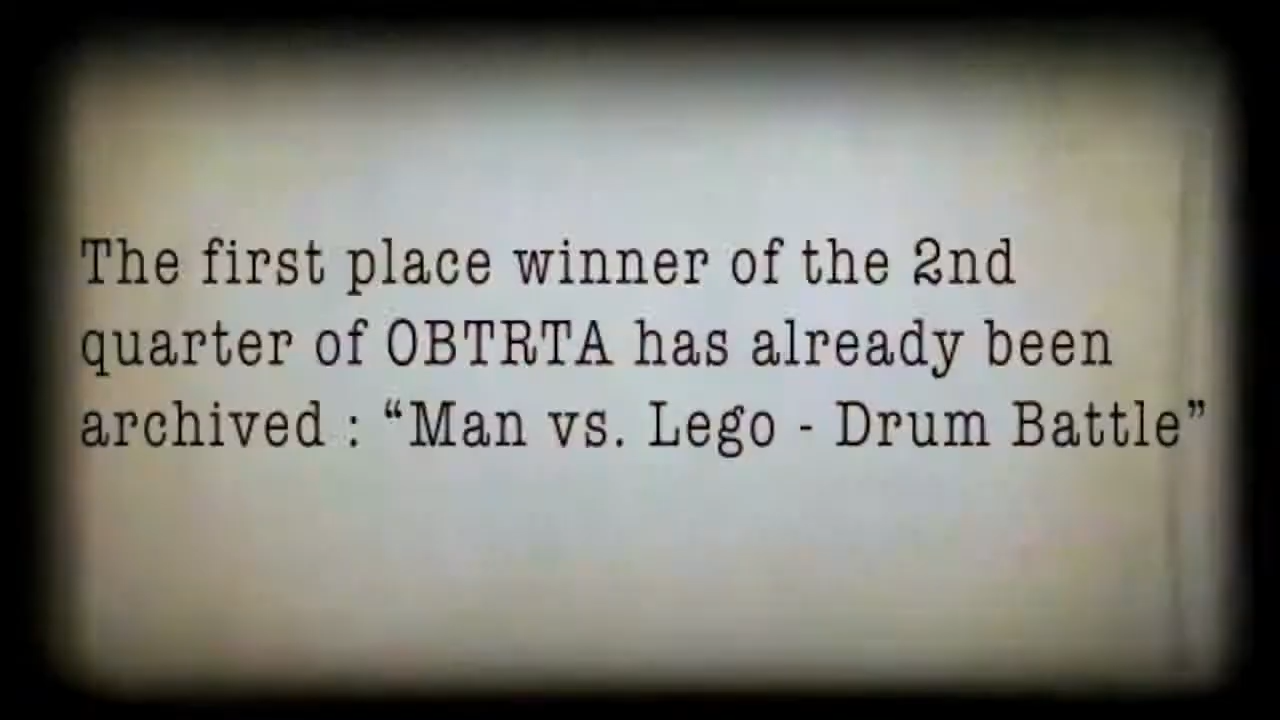 The first place winner of the 2nd
quarter of OBTRTA has already been
archived : “Man vs. Lego - Drum Battle”